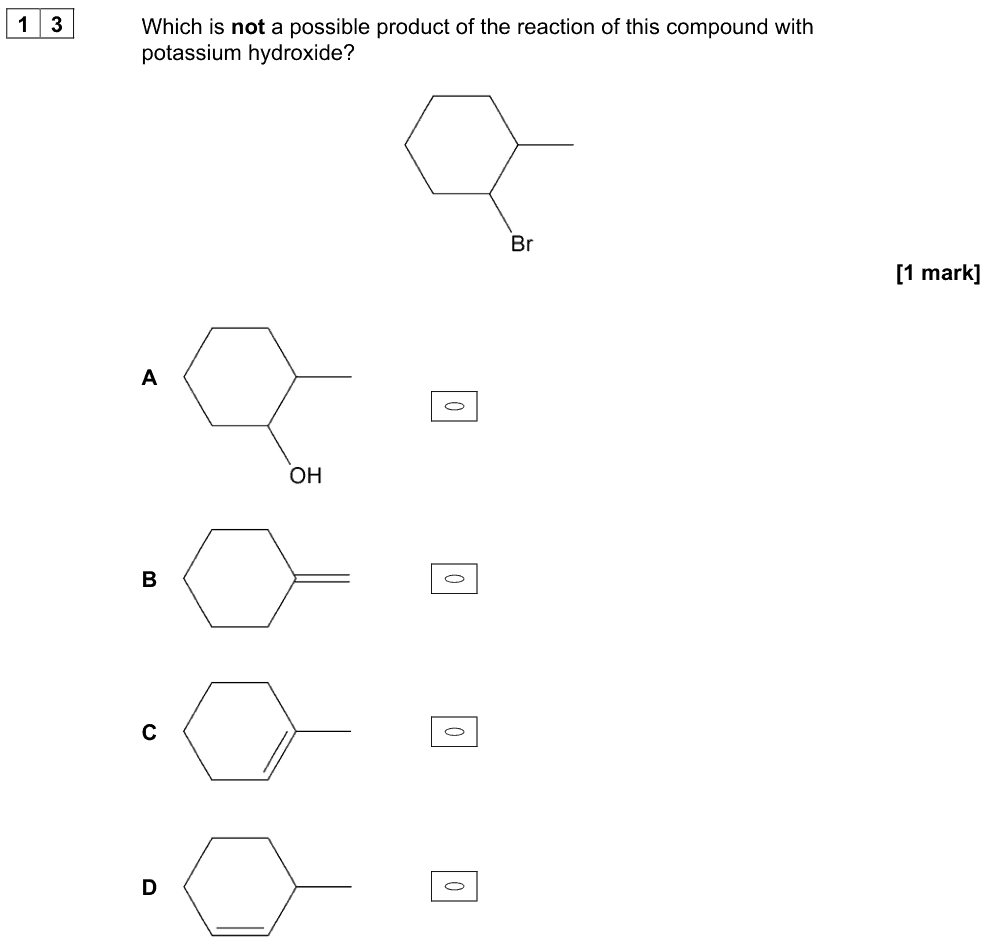 1 3
Which is not a possible product of the reaction of this compound with
potassium hydroxide?
Br
[1 mark]
A
OH
B
C
D